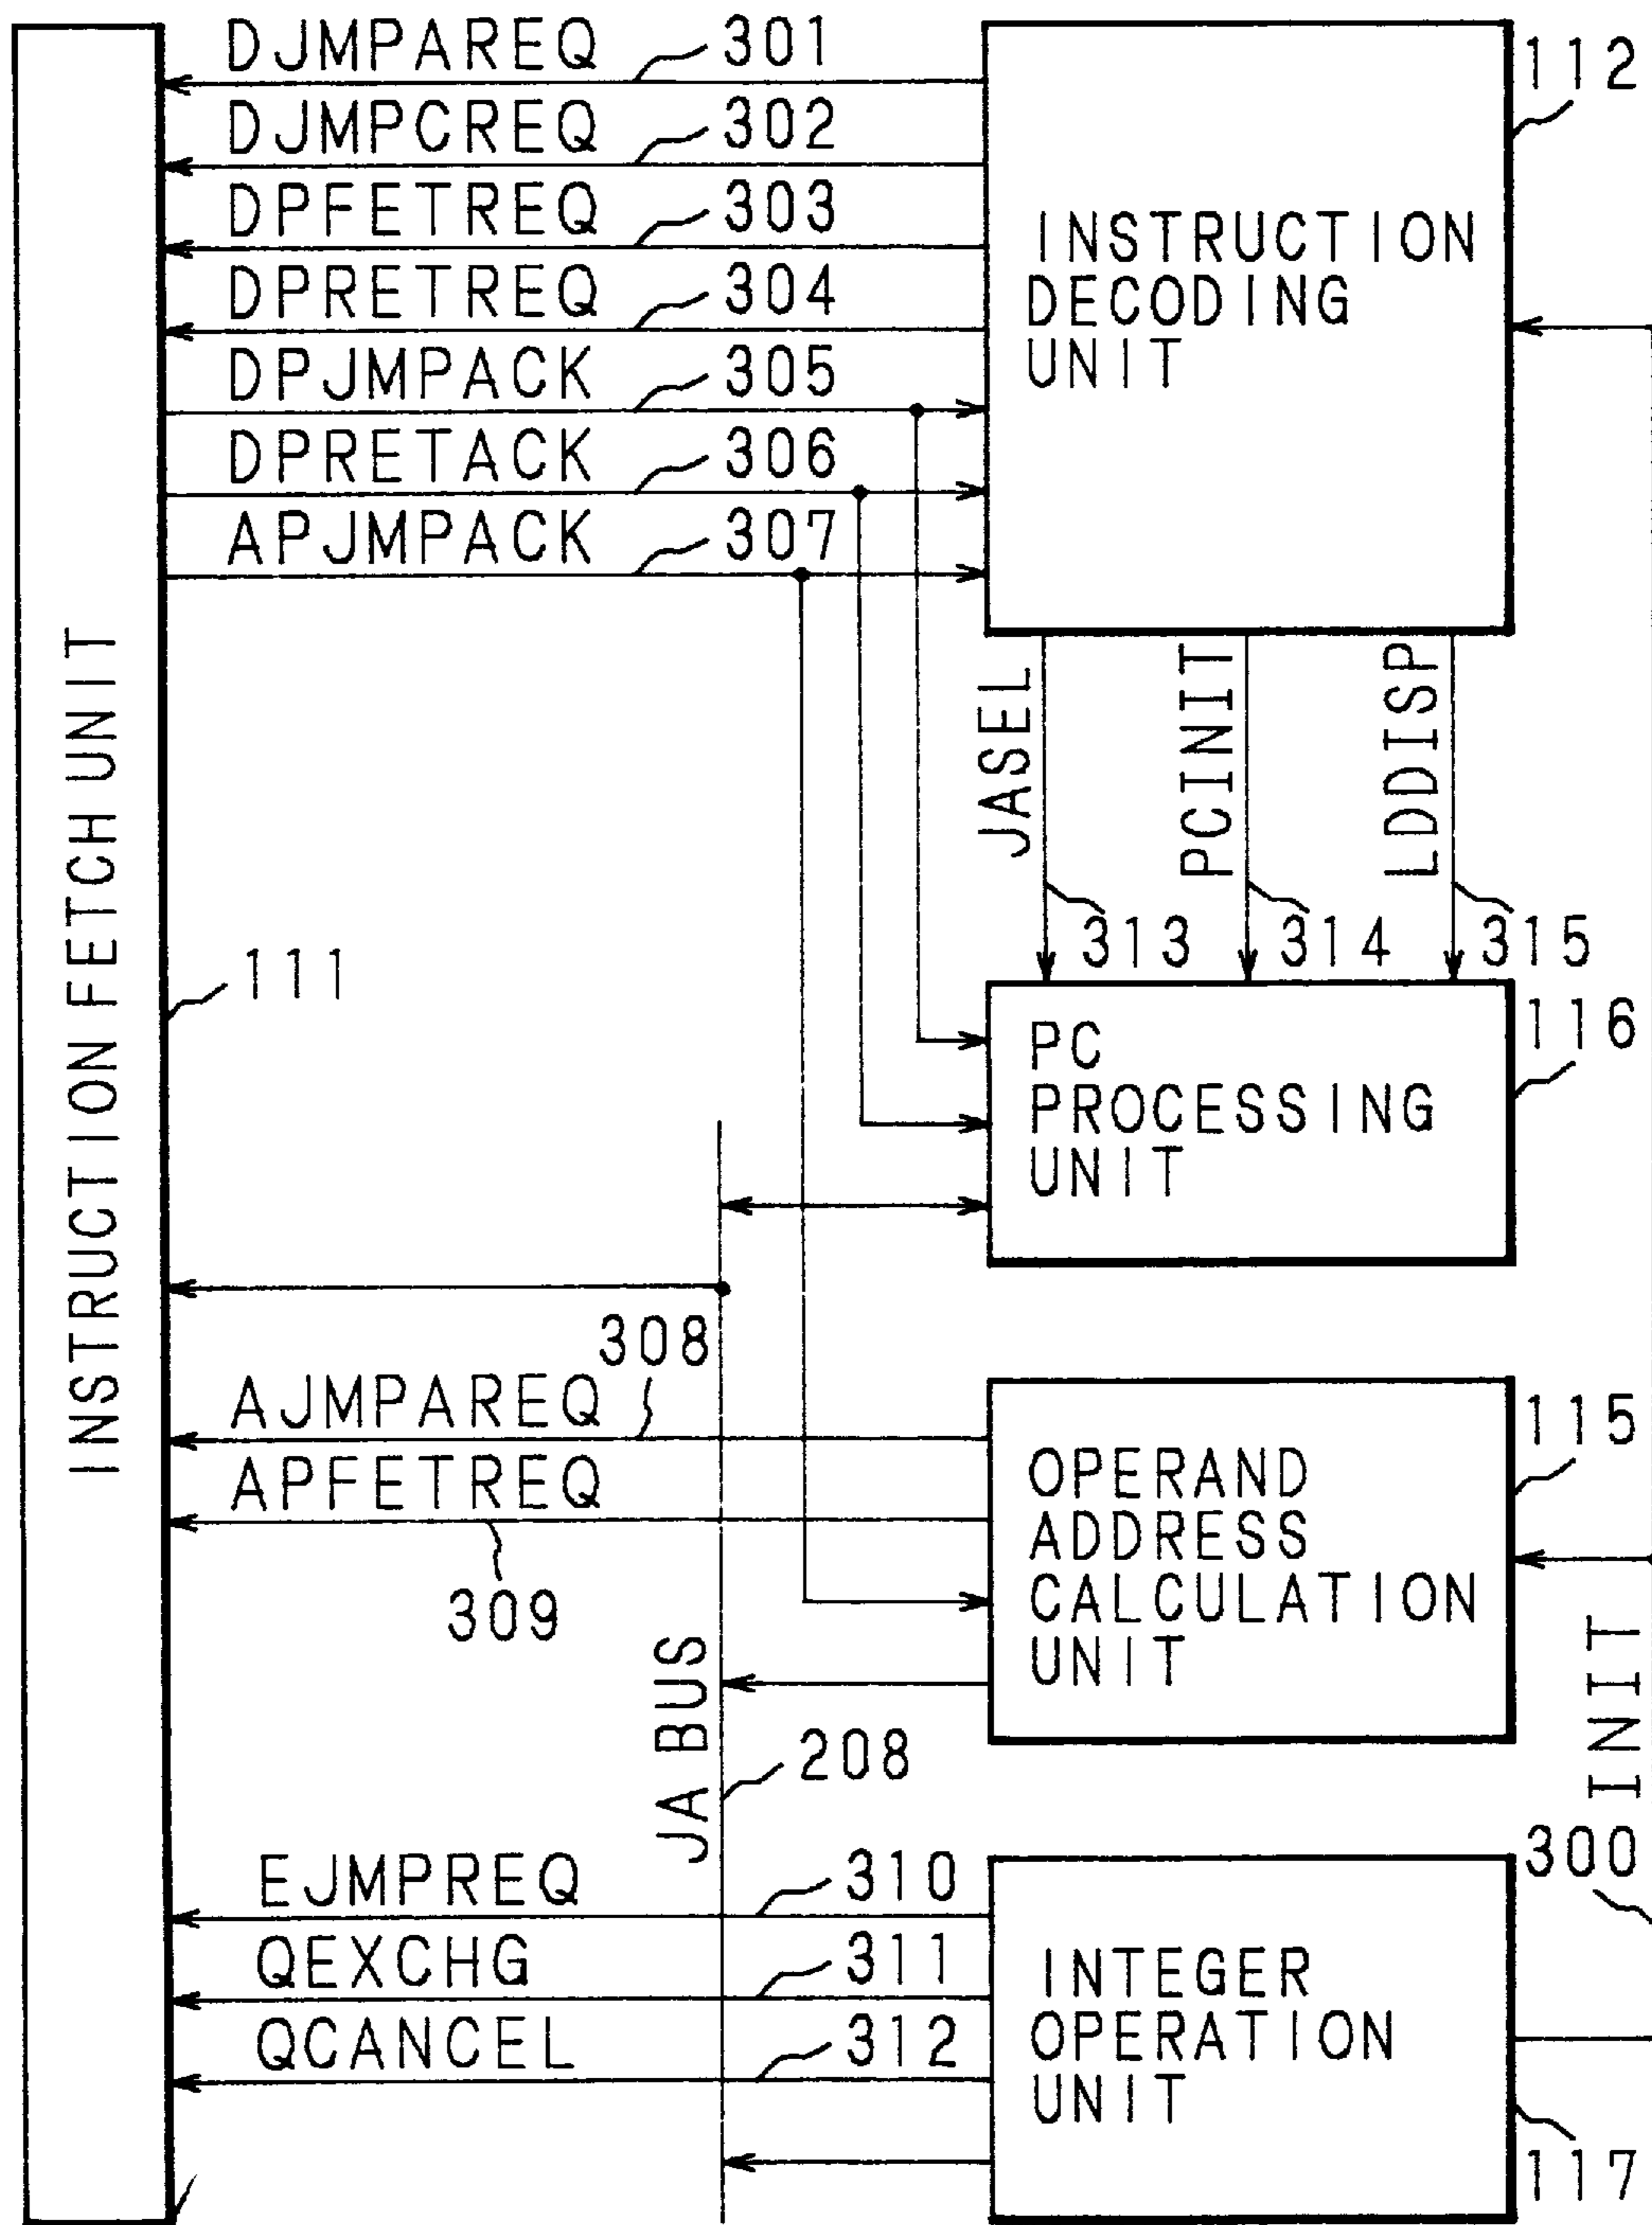 DJMPAREQ
301
DJMPCREQ
302
DPFETREQ
303
DPRETREQ
304
DPJMPACK
305
DPRETACK
306
APJMPACK
307
112
INSTRUCTION
DECODING
UNIT
INSTRUCTION FETCH UNIT
111
JASEL
PCINIT
LDDISP
313
314
315
116
PC
PROCESSING
UNIT
308
AJMPAREQ
APFETREQ
309
115
OPERAND
ADDRESS
CALCULATION
UNIT
JA BUS
208
INIT
300
EJMPREQ
310
QEXCHG
311
QCANCEL
312
INTEGER
OPERATION
UNIT
117